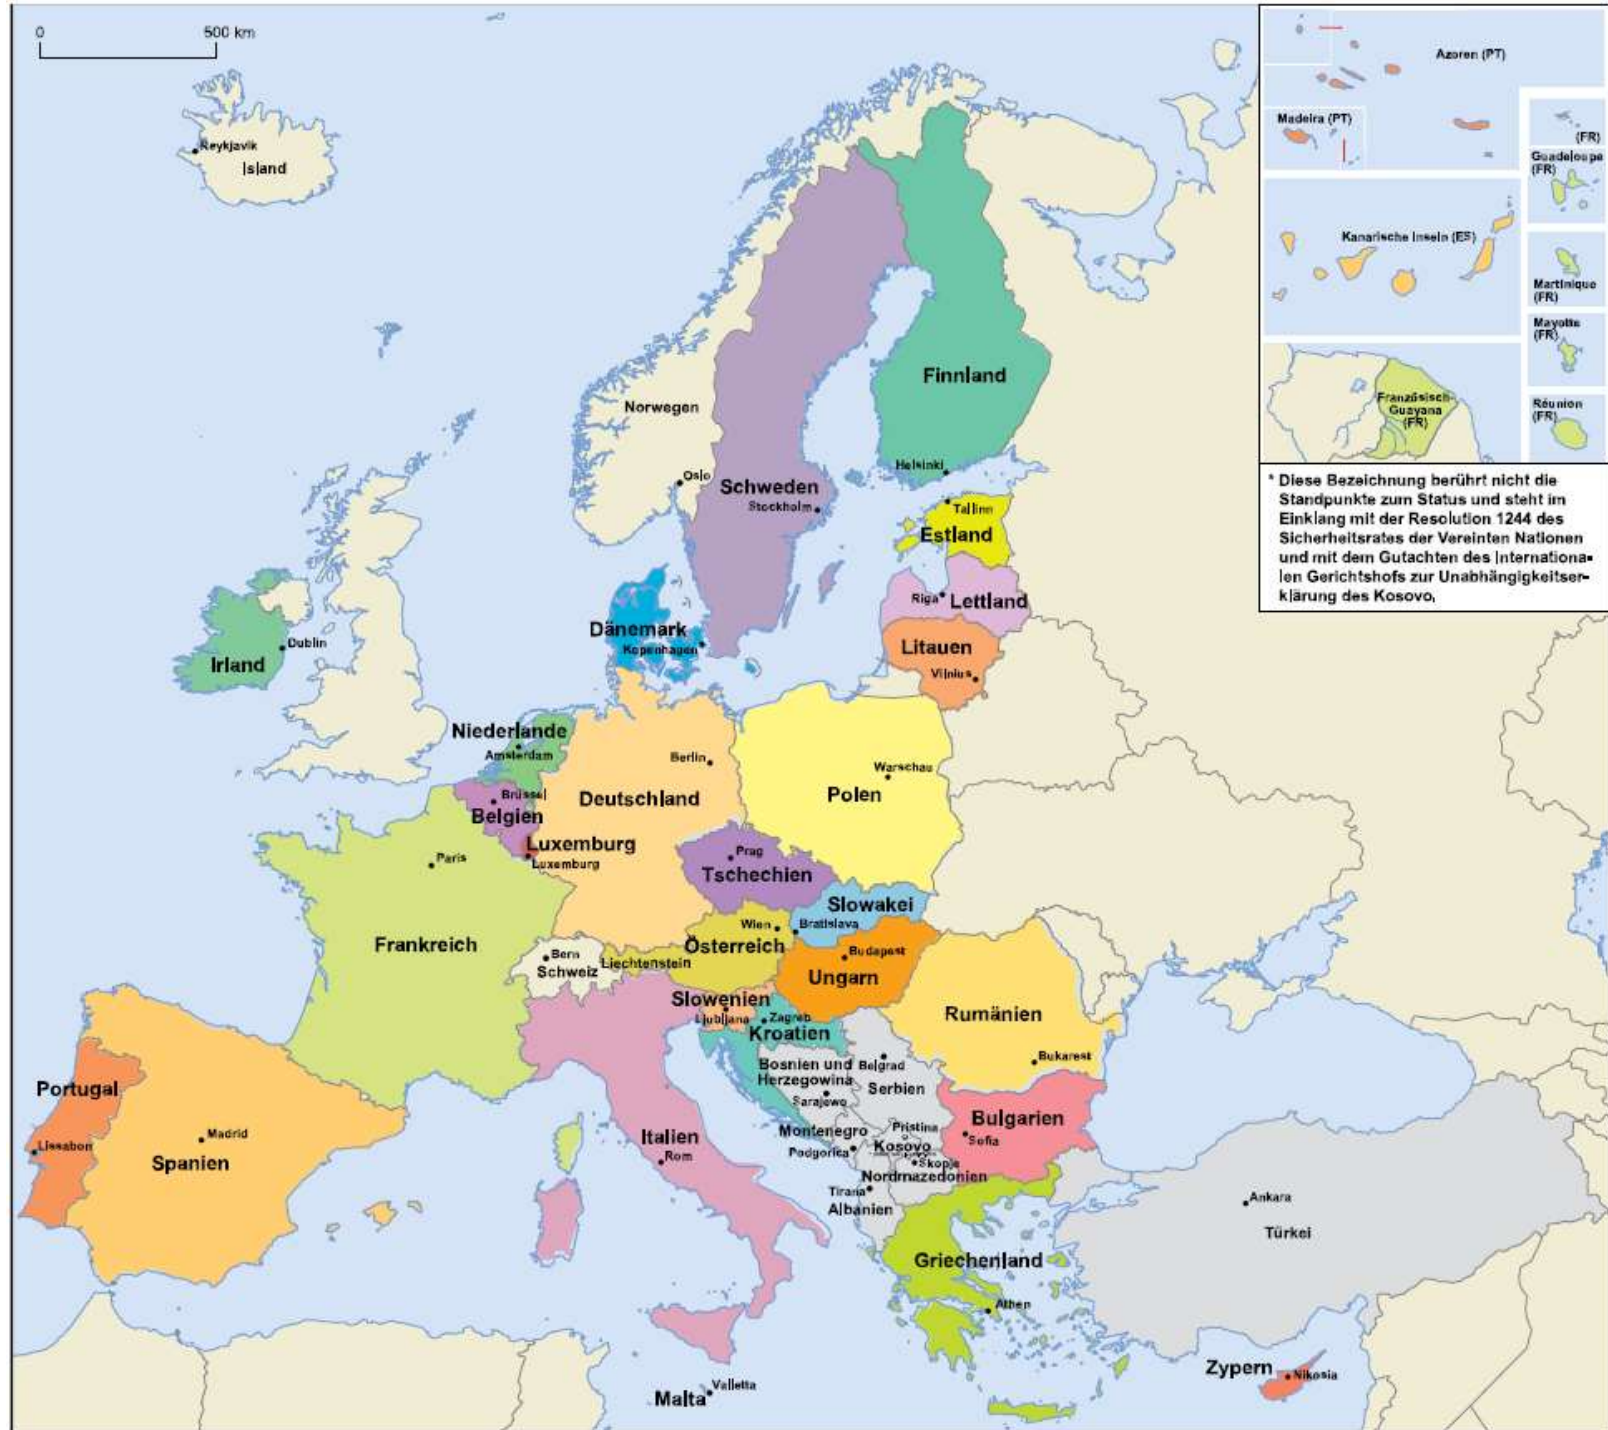 0 500 km
Reykjavik
Island
Norwegen
Oslo
Schweden
Stockholm
Finnland
Helsinki
Tallinn
Estland
Riga
Lettland
Litauen
Vilnius
Dänemark
Kopenhagen
Dublin
Irland
Niederlande
Amsterdam
Berlin
Deutschland
Warschau
Polen
Brüssel
Belgien
Luxemburg
Luxemburg
Paris
Frankreich
Prag
Tschechien
Slowakei
Bratislava
Wien
Österreich
Liechtenstein
Bern
Schweiz
Budapest
Ungarn
Slowenien
Ljubljana
Zagreb
Kroatien
Rumänien
Bukarest
Bosnien und
Herzegowina
Sarajewo
Belgrad
Serbien
Montenegro
Podgorica
Pristina
Kosovo
Skopje
Nordmazedonien
Tirana
Albanien
Bulgarien
Sofia
Portugal
Lissabon
Madrid
Spanien
Italien
Rom
Griechenland
Athen
Ankara
Türkei
Malta
Valletta
Zypern
Nikosia
Azoren (PT)
Madeira (PT)
Kanarische Inseln (ES)
(FR)
Guadeloupe
(FR)
Martinique
(FR)
Mayotte
(FR)
Réunion
(FR)
Französisch-
Guayana
(FR)
* Diese Bezeichnung berührt nicht die
Standpunkte zum Status und steht im
Einklang mit der Resolution 1244 des
Sicherheitsrates der Vereinten Nationen
und mit dem Gutachten des Internationa-
len Gerichtshofs zur Unabhängigkeitser-
klärung des Kosovo.